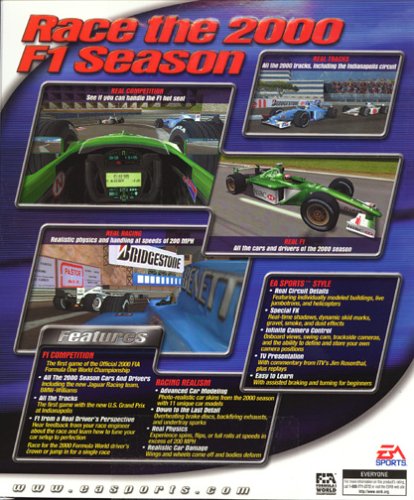 Race the 2000
F1 Season
REAL COMPETITION
See if you can handle the F1 hot seat
REAL TRACKS
All the 2000 tracks, including the Indianapolis circuit
REAL RACING
Realistic physics and handling at speeds of 200 MPH
BRIDGESTONE
PASTOR
HSBC
REAL F1
All the cars and drivers of the 2000 season
Features
F1 COMPETITION
The first game of the Official 2000 FIA
Formula One World Championship
• All the 2000 Season Cars And Drivers
Including the new Jaguar Racing team,
BMW-Williams
• All the Tracks
The first game with the new U.S. Grand Prix
at Indianapolis
• F1 from a Real Driver's Perspective
Hear feedback from your race engineer
about the race and learn how to tune your
car setup to perfection
Race for the 2000 Formula World driver's
crown or jump in for a single race
RACING REALISM
• Advanced Car Modeling
Photo-realistic car skins from the 2000 season
with 11 unique car models
• Down to the Last Detail
Overheating brake discs, backfiring exhausts,
and undertray sparks
• Real Physics
Experience spins, flips, or full rolls at speeds
in excess of 200 MPH
• Realistic Car Damage
Wings and wheels come off and bodies deform
EA SPORTS™ STYLE
• Real Circuit Details
Featuring individually modeled buildings, live
jumbotrons, and helicopters
• Special FX
Real-time shadows, dynamic skid marks,
gravel, smoke, and dust effects
• Infinite Camera Control
Onboard views, swing cam, trackside cameras,
and the ability to define and store your own
camera positions
• TV Presentation
With commentary from ITV's Jim Rosenthal,
plus replays
• Easy to Learn
With assisted braking and turning for beginners
www.easports.com
FIA
FORMULA 1
WORLD
EVERYONE
EA
SPORTS